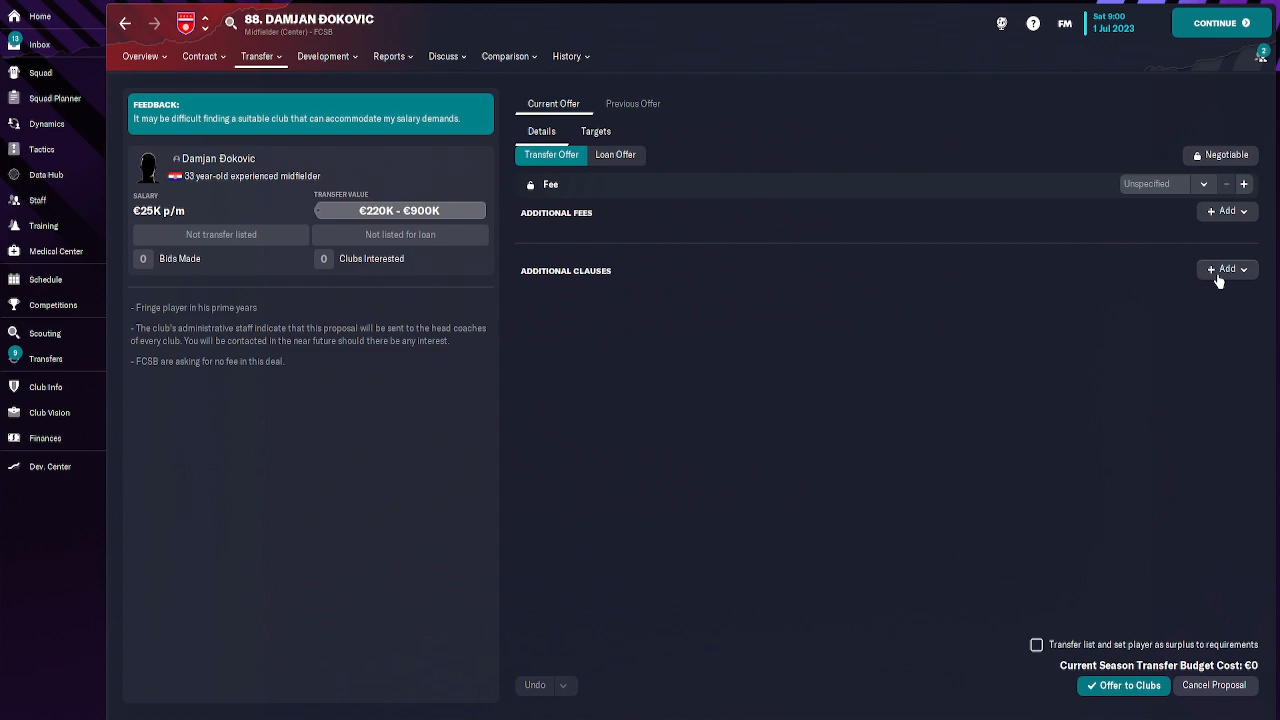 Home
88. DAMJAN ĐOKOVIC
Midfielder (Center) - FCSB
FM
Sat 9:00
1 Jul 2023
CONTINUE
13
Inbox
Squad
Squad Planner
Dynamics
Tactics
Data Hub
Staff
Training
Medical Center
Schedule
Competitions
Scouting
9
Transfers
Club Info
Club Vision
Finances
Dev. Center
Overview
Contract
Transfer
Development
Reports
Discuss
Comparison
History
2
FEEDBACK:
It may be difficult finding a suitable club that can accommodate my salary demands.
Damjan Đokovic
33 year-old experienced midfielder
SALARY
TRANSFER VALUE
€25K p/m
€220K - €900K
Not transfer listed
Not listed for loan
0 Bids Made
0 Clubs Interested
- Fringe player in his prime years
- The club's administrative staff indicate that this proposal will be sent to the head coaches
of every club. You will be contacted in the near future should there be any interest.
- FCSB are asking for no fee in this deal.
Current Offer
Previous Offer
Details
Targets
Transfer Offer
Loan Offer
Negotiable
Fee
Unspecified
ADDITIONAL FEES
+ Add
ADDITIONAL CLAUSES
+ Add
Transfer list and set player as surplus to requirements
Current Season Transfer Budget Cost: €0
Undo
Offer to Clubs
Cancel Proposal